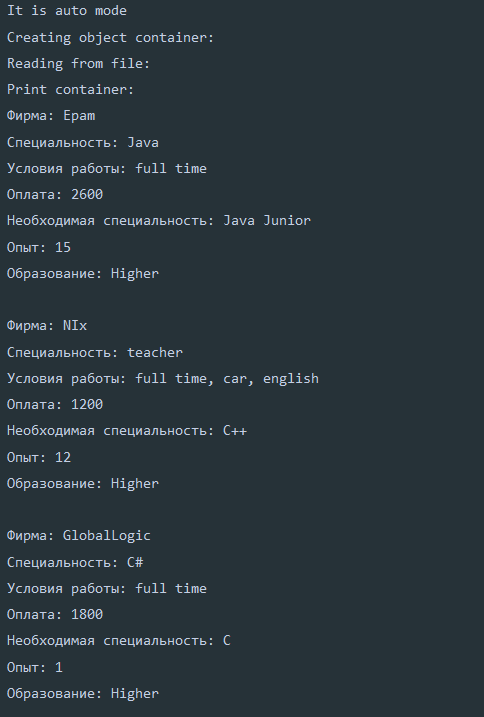 It is auto mode
Creating object container:
Reading from file:
Print container:
Фирма: Epam
Специальность: Java
Условия работы: full time
Оплата: 2600
Необходимая специальность: Java Junior
Опыт: 15
Образование: Higher
Фирма: NIx
Специальность: teacher
Условия работы: full time, car, english
Оплата: 1200
Необходимая специальность: C++
Опыт: 12
Образование: Higher
Фирма: GlobalLogic
Специальность: C#
Условия работы: full time
Оплата: 1800
Необходимая специальность: C
Опыт: 1
Образование: Higher